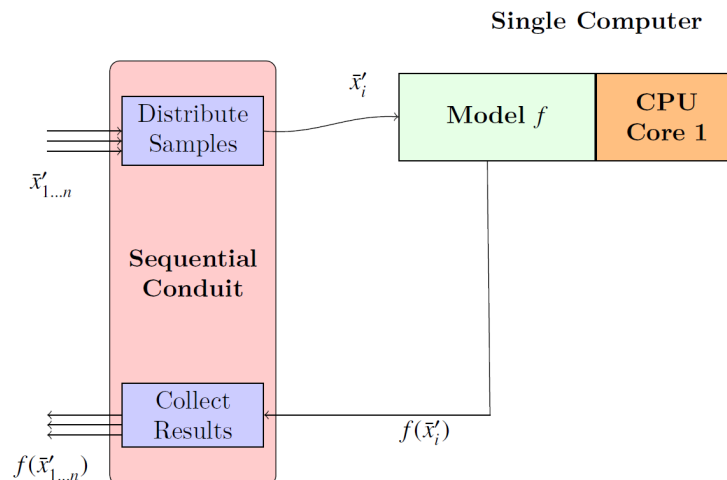 Single Computer
Distribute
Samples
x̄′ᵢ
Model f
CPU
Core 1
x̄′₁...ₙ
Sequential
Conduit
Collect
Results
f(x̄′ᵢ)
f(x̄′₁...ₙ)